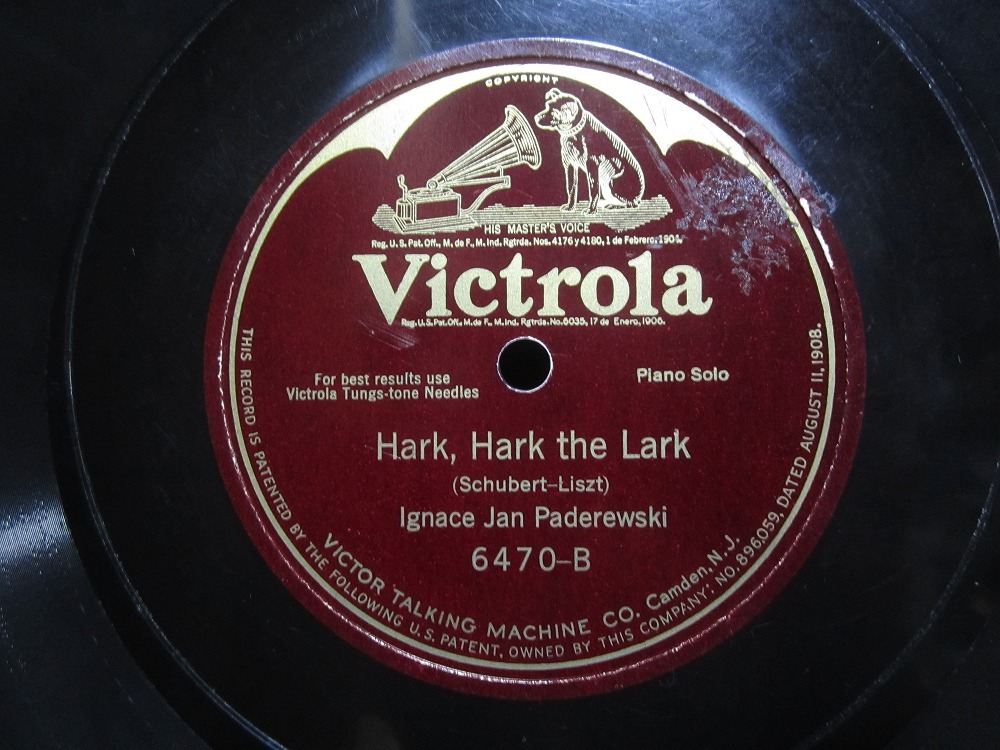 COPYRIGHT
HIS MASTER'S VOICE
Reg. U.S. Pat. Off., M. de F., M. Ind. Rgtrda. Nos. 4176 y 4180, 1 de Febrero, 1904.
Victrola
Reg. U.S. Pat. Off., M. de F., M. Ind. Rgtrda. No. 6035, 17 de Enero, 1906.
For best results use
Victrola Tungs-tone Needles
Piano Solo
Hark, Hark the Lark
(Schubert–Liszt)
Ignace Jan Paderewski
6470–B
VICTOR TALKING MACHINE CO. Camden, N.J.
THIS RECORD IS PATENTED BY THE FOLLOWING U.S. PATENT, OWNED BY THIS COMPANY: NO. 896,059, DATED AUGUST 11, 1908.